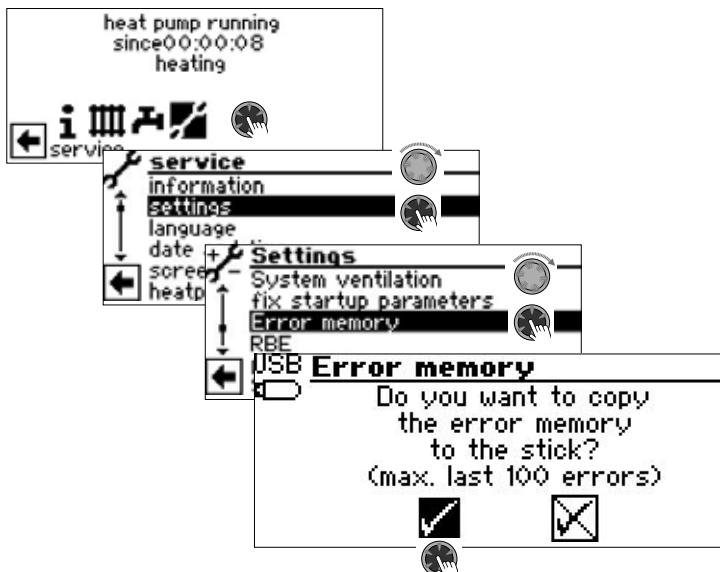 heat pump running
since00:00:08
heating
service
service
information
settings
language
date
Settings
System ventilation
fix startup parameters
Error memory
RBE
USB Error memory
Do you want to copy
the error memory
to the stick?
(max. last 100 errors)